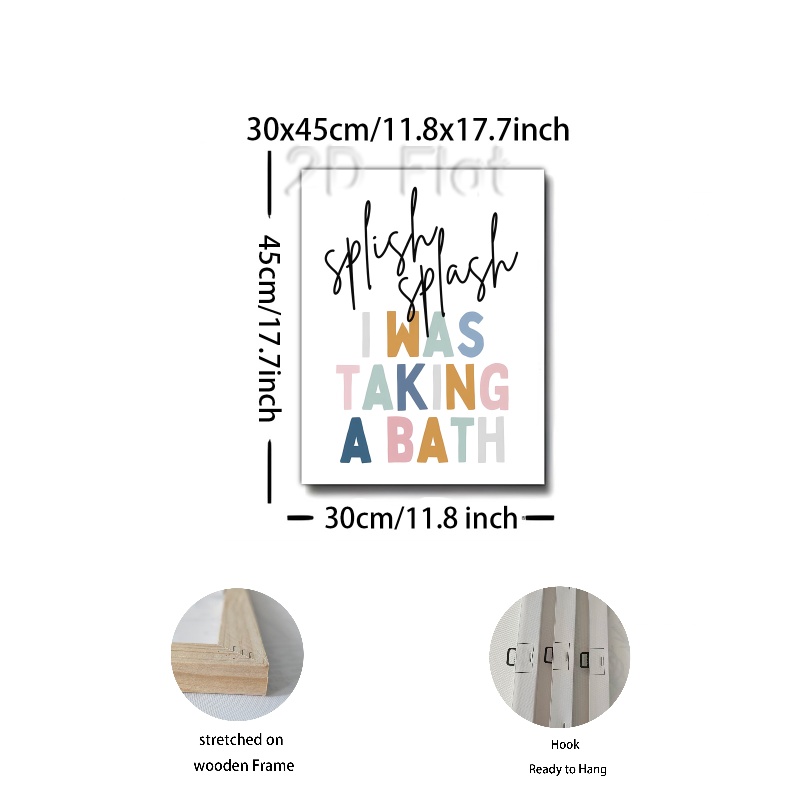 30x45cm/11.8x17.7inch
2D Flat
45cm/17.7inch
splish
splash
I WAS
TAKING
A BATH
30cm/11.8 inch
stretched on
wooden Frame
Hook
Ready to Hang